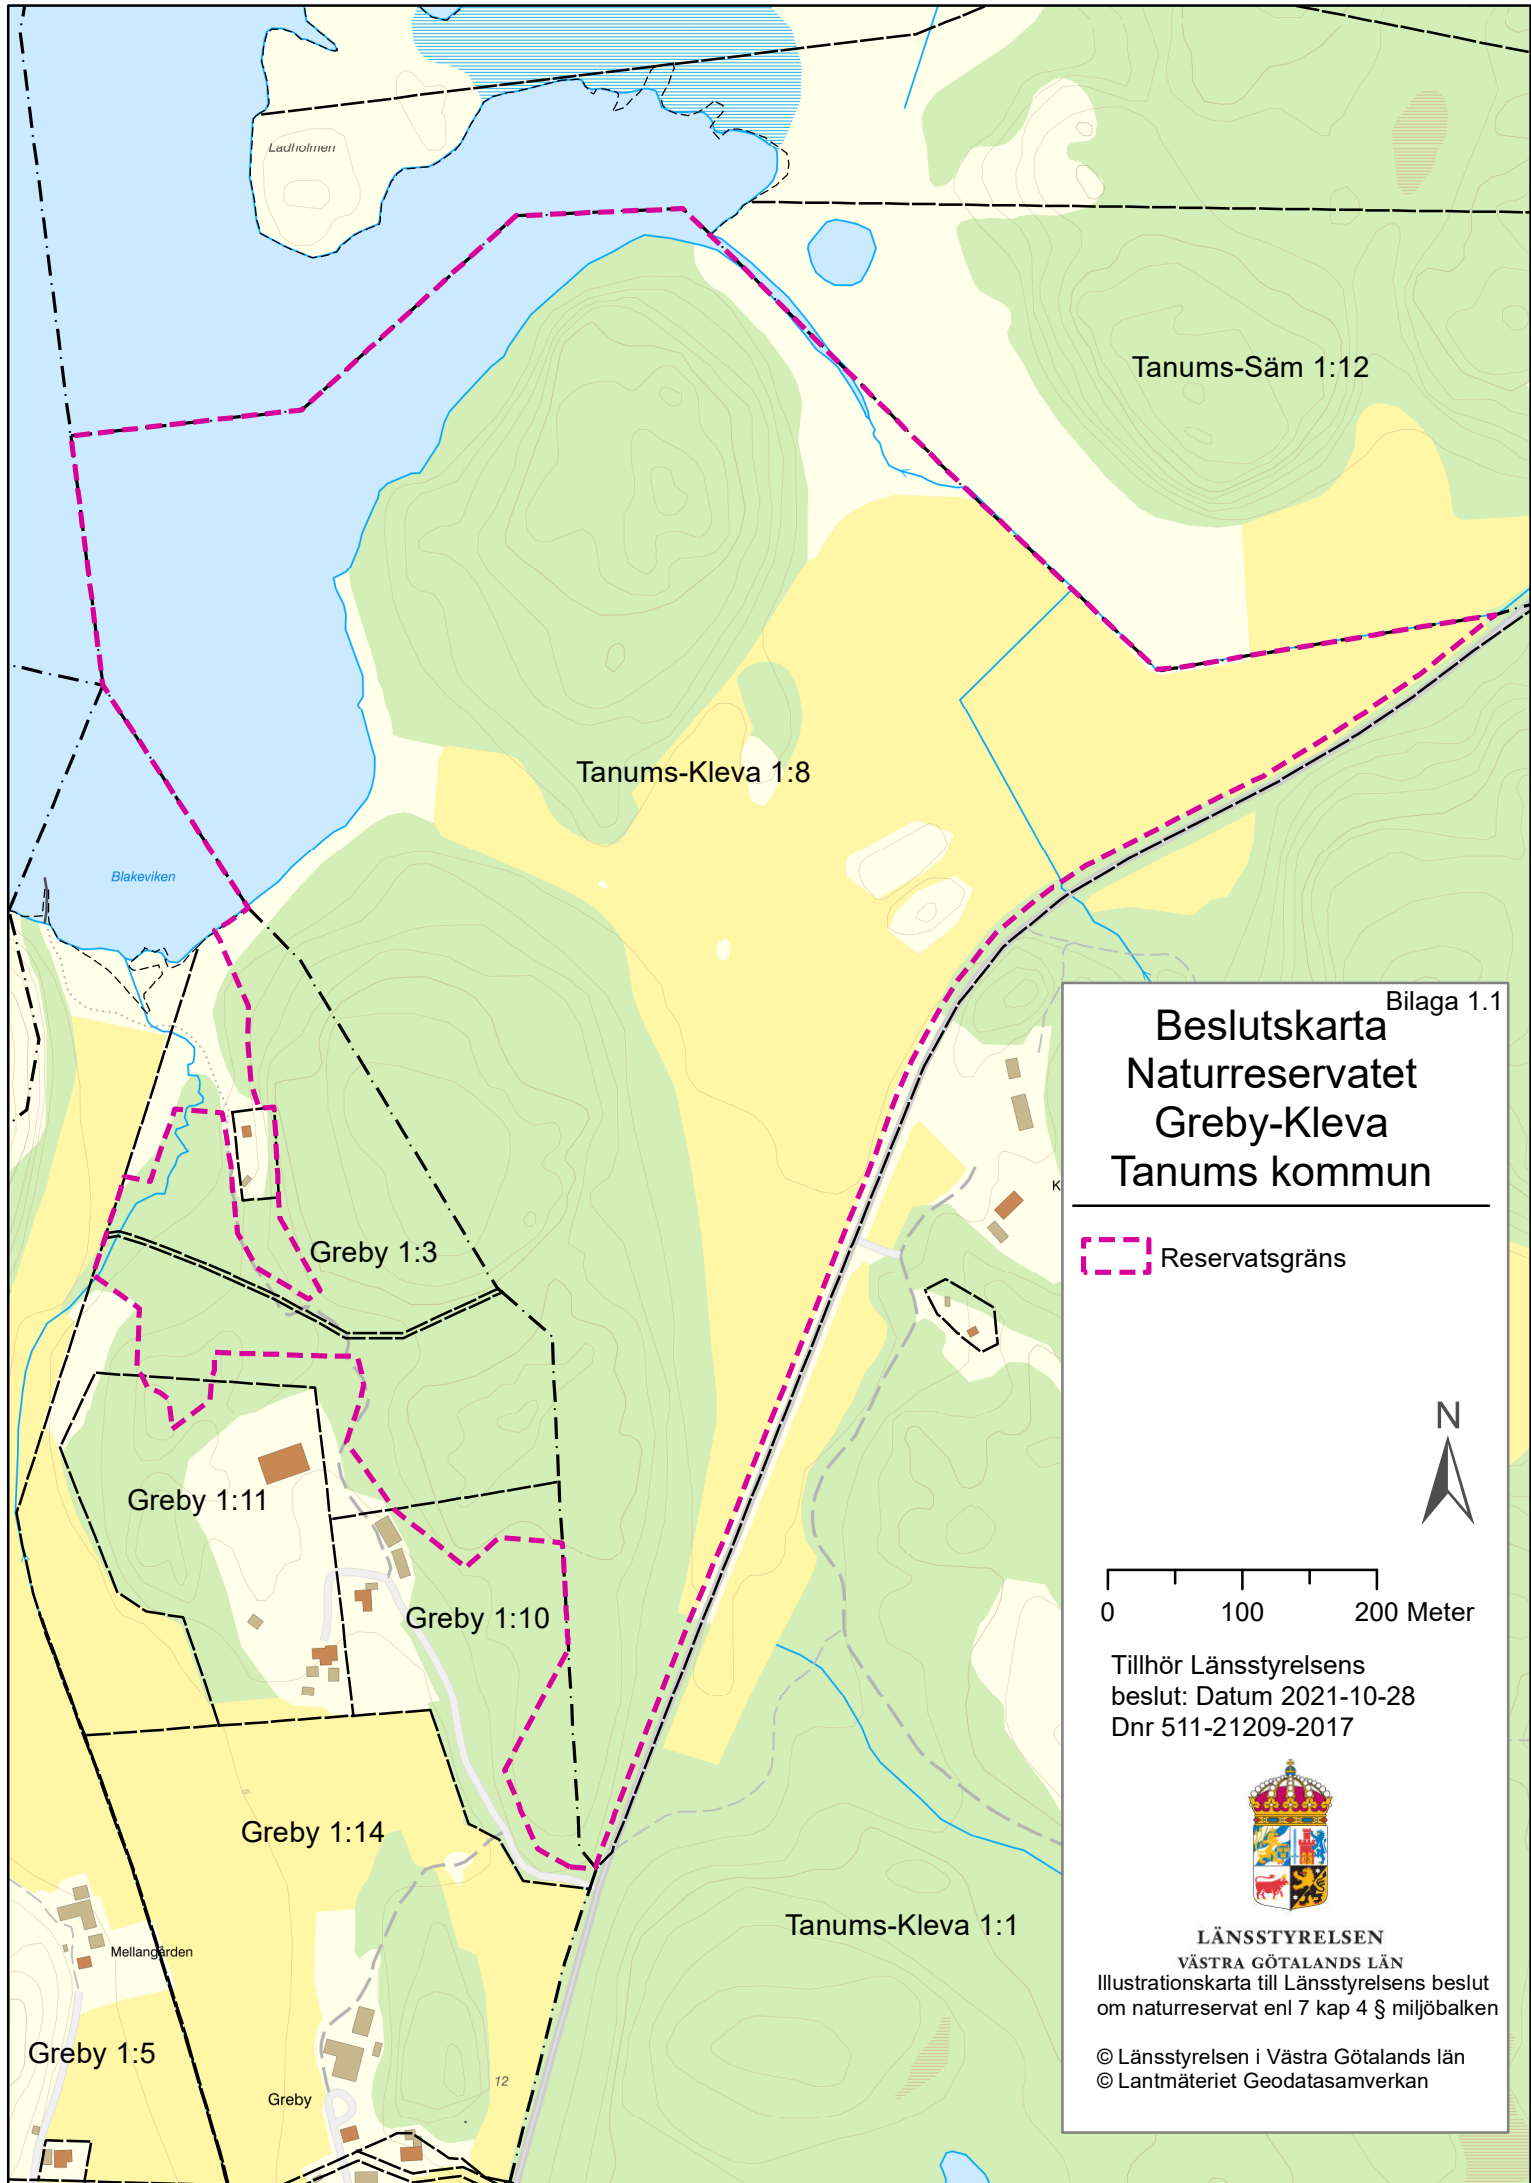 Ladholmen
Tanums-Säm 1:12
Tanums-Kleva 1:8
Blakeviken
Greby 1:3
Greby 1:11
Greby 1:10
Greby 1:14
Tanums-Kleva 1:1
Mellangården
Greby 1:5
Greby
12
5
K
Bilaga 1.1
Beslutskarta
Naturreservatet
Greby-Kleva
Tanums kommun
Reservatsgräns
N
0 100 200 Meter
Tillhör Länsstyrelsens
beslut: Datum 2021-10-28
Dnr 511-21209-2017
LÄNSSTYRELSEN
VÄSTRA GÖTALANDS LÄN
Illustrationskarta till Länsstyrelsens beslut
om naturreservat enl 7 kap 4 § miljöbalken
© Länsstyrelsen i Västra Götalands län
© Lantmäteriet Geodatasamverkan